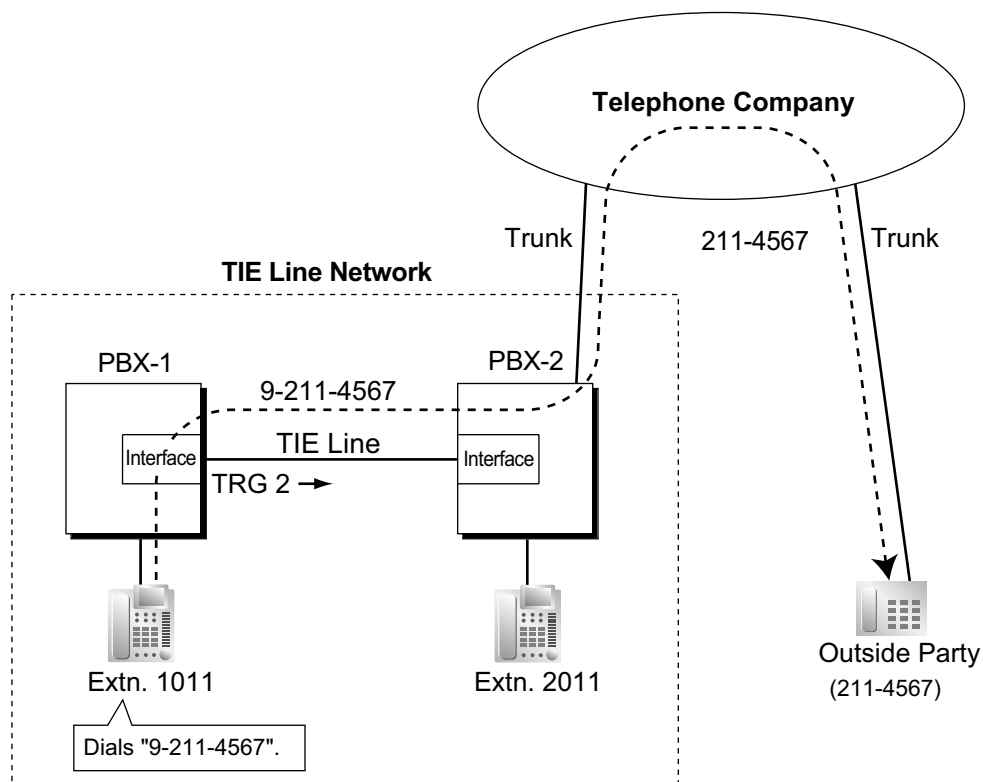 Telephone Company
Trunk
211-4567
Trunk
TIE Line Network
PBX-1
PBX-2
9-211-4567
Interface
TIE Line
Interface
TRG 2
Extn. 1011
Extn. 2011
Outside Party
(211-4567)
Dials "9-211-4567".